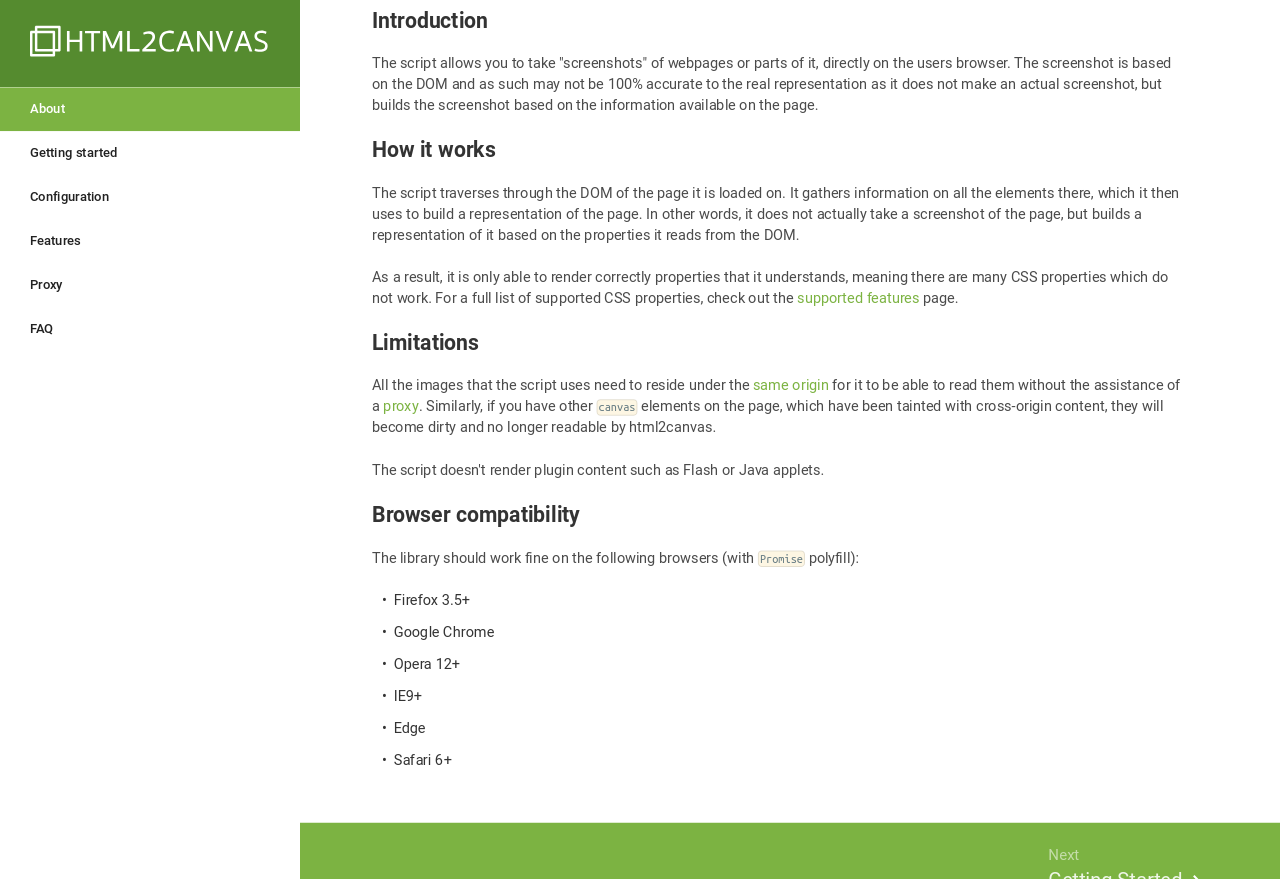 HTML2CANVAS
About
Getting started
Configuration
Features
Proxy
FAQ
Introduction
The script allows you to take "screenshots" of webpages or parts of it, directly on the users browser. The screenshot is based
on the DOM and as such may not be 100% accurate to the real representation as it does not make an actual screenshot, but
builds the screenshot based on the information available on the page.
How it works
The script traverses through the DOM of the page it is loaded on. It gathers information on all the elements there, which it then
uses to build a representation of the page. In other words, it does not actually take a screenshot of the page, but builds a
representation of it based on the properties it reads from the DOM.
As a result, it is only able to render correctly properties that it understands, meaning there are many CSS properties which do
not work. For a full list of supported CSS properties, check out the supported features page.
Limitations
All the images that the script uses need to reside under the same origin for it to be able to read them without the assistance of
a proxy. Similarly, if you have other canvas elements on the page, which have been tainted with cross-origin content, they will
become dirty and no longer readable by html2canvas.
The script doesn't render plugin content such as Flash or Java applets.
Browser compatibility
The library should work fine on the following browsers (with Promise polyfill):
• Firefox 3.5+
• Google Chrome
• Opera 12+
• IE9+
• Edge
• Safari 6+
Next
Getting Started